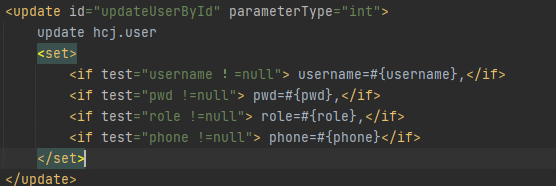 <update id="updateUserById" parameterType="int">
update hcj.user
<set>
<if test="username ! =null"> username=#{username},</if>
<if test="pwd !=null"> pwd=#{pwd},</if>
<if test="role !=null"> role=#{role},</if>
<if test="phone !=null"> phone=#{phone}</if>
</set>
</update>